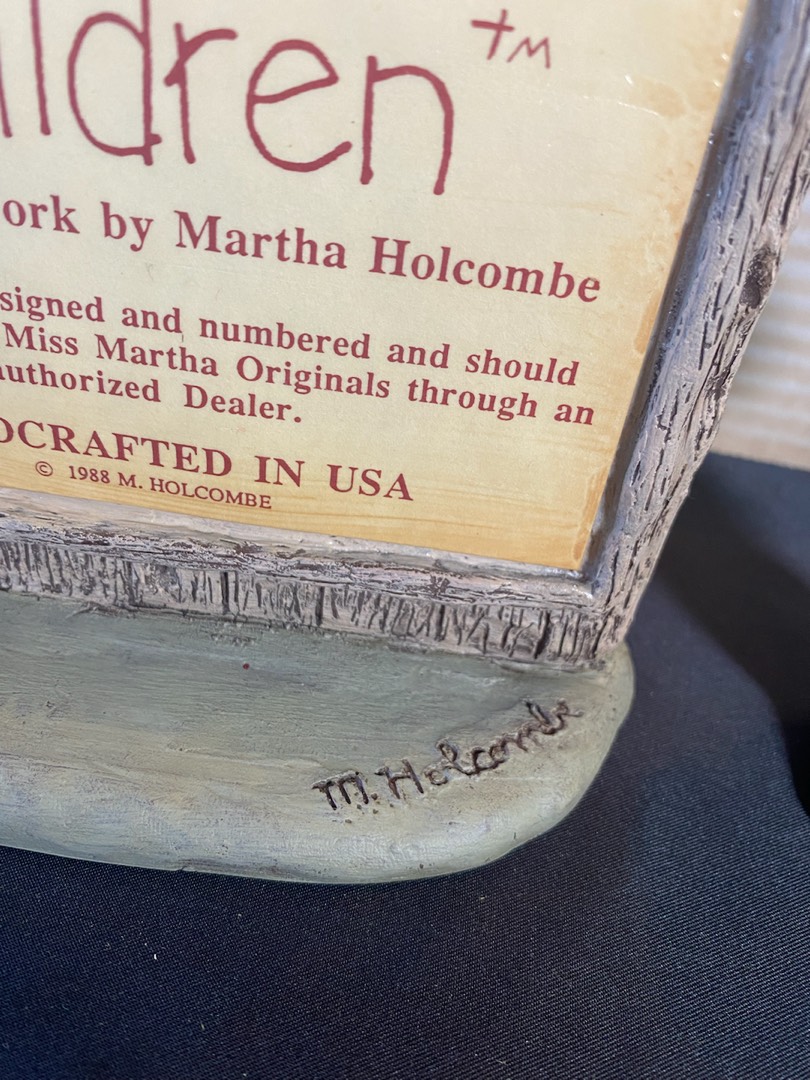 ldren™
ork by Martha Holcombe
signed and numbered and should
Miss Martha Originals through an
uthorized Dealer.
OCRAFTED IN USA
© 1988 M. HOLCOMBE
M. Holcombe